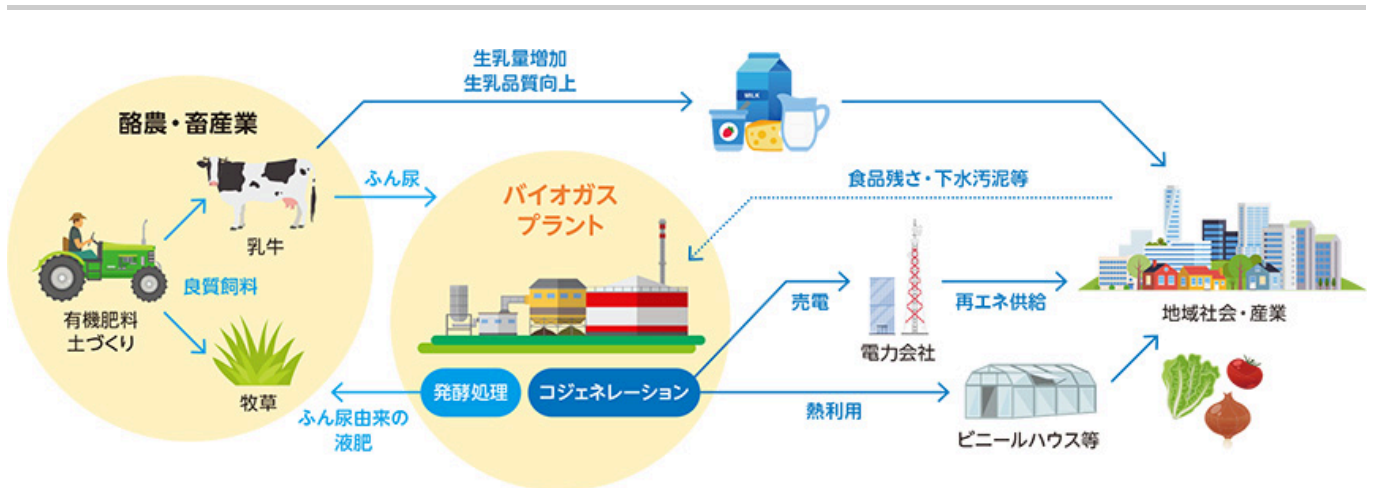 生乳量増加
生乳品質向上
MILK
酪農・畜産業
ふん尿
乳牛
良質飼料
有機肥料
土づくり
牧草
バイオガス
プラント
発酵処理
コジェネレーション
ふん尿由来の
液肥
食品残さ・下水汚泥等
売電
電力会社
再エネ供給
地域社会・産業
熱利用
ビニールハウス等